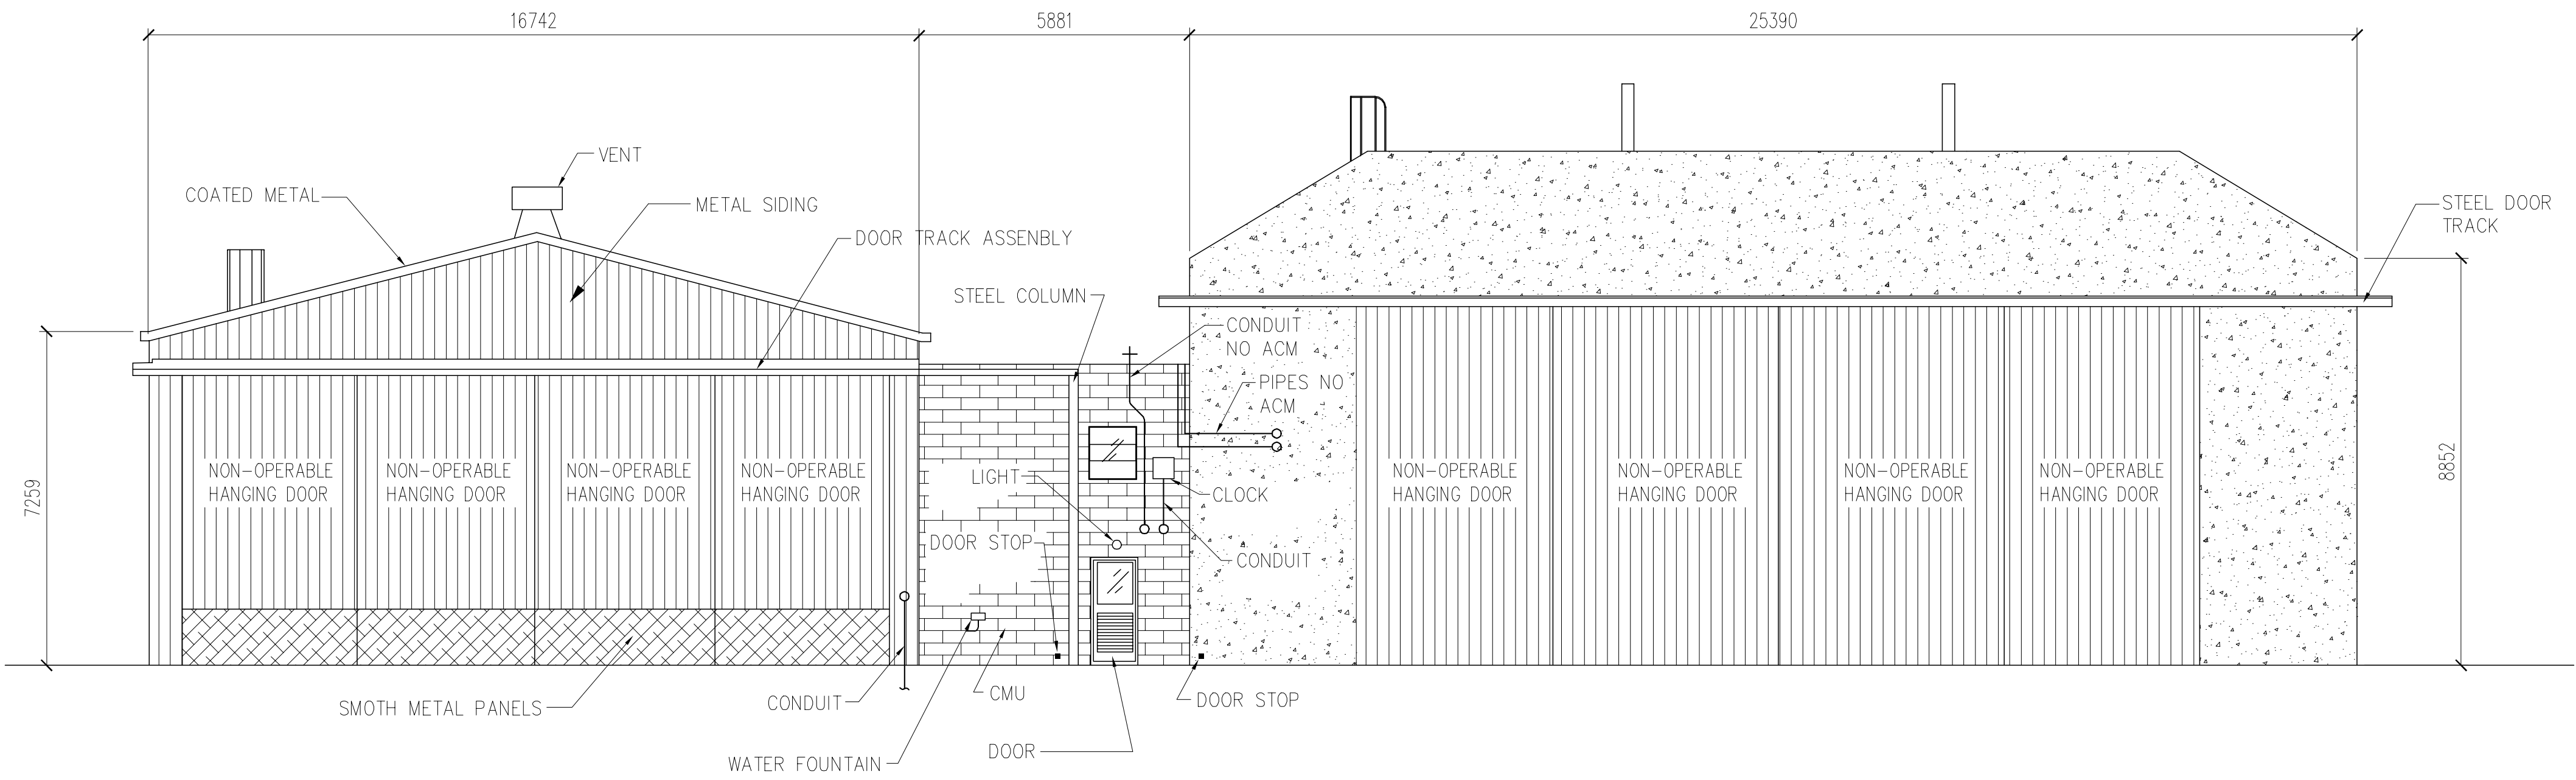 16742
5881
25390
VENT
COATED METAL
METAL SIDING
DOOR TRACK ASSENBLY
STEEL DOOR
TRACK
STEEL COLUMN
CONDUIT
NO ACM
PIPES NO
ACM
7259
8852
NON-OPERABLE
HANGING DOOR
NON-OPERABLE
HANGING DOOR
NON-OPERABLE
HANGING DOOR
NON-OPERABLE
HANGING DOOR
LIGHT
CLOCK
NON-OPERABLE
HANGING DOOR
NON-OPERABLE
HANGING DOOR
NON-OPERABLE
HANGING DOOR
NON-OPERABLE
HANGING DOOR
DOOR STOP
CONDUIT
SMOTH METAL PANELS
CONDUIT
CMU
DOOR STOP
WATER FOUNTAIN
DOOR